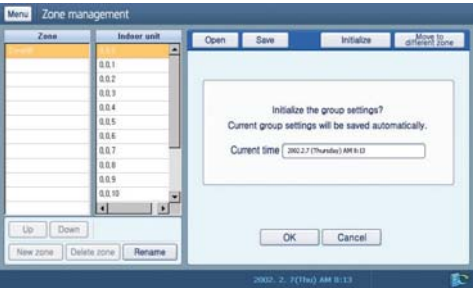 Menu Zone management
Zone Indoor unit
Open Save Initialize Move to different zone
0,0,1
0,0,2
0,0,3
0,0,4
0,0,5
0,0,6
0,0,7
0,0,8
0,0,9
0,0,10
Initialize the group settings?
Current group settings will be saved automatically.
Current time 2002.2.7 (Thursday) AM 8:13
OK Cancel
Up Down
New zone Delete zone Rename
2002. 2. 7(Thu) AM 8:13